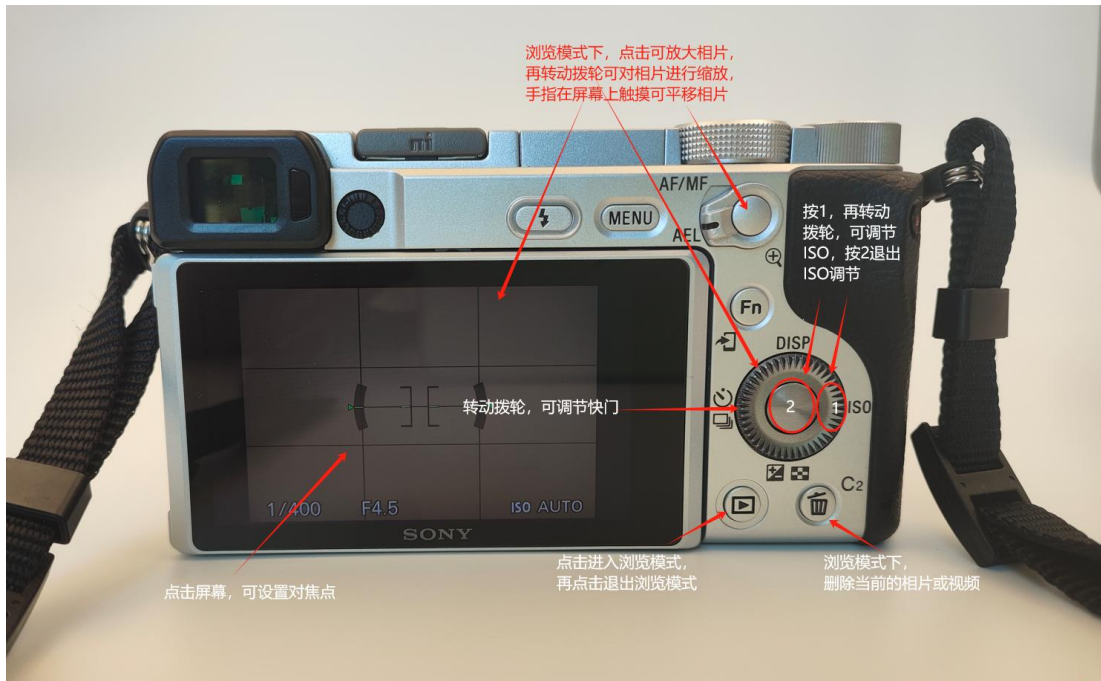 浏览模式下，点击可放大相片，
再转动拨轮可对相片进行缩放，
手指在屏幕上触摸可平移相片
mi
AF/MF
MENU
AEL
按1，再转动
拨轮，可调节
ISO，按2退出
ISO调节
Fn
DISP
转动拨轮，可调节快门
2
1
ISO
1/400
F4.5
ISO AUTO
C2
SONY
点击进入浏览模式，
再点击退出浏览模式
浏览模式下，
删除当前的相片或视频
点击屏幕，可设置对焦点